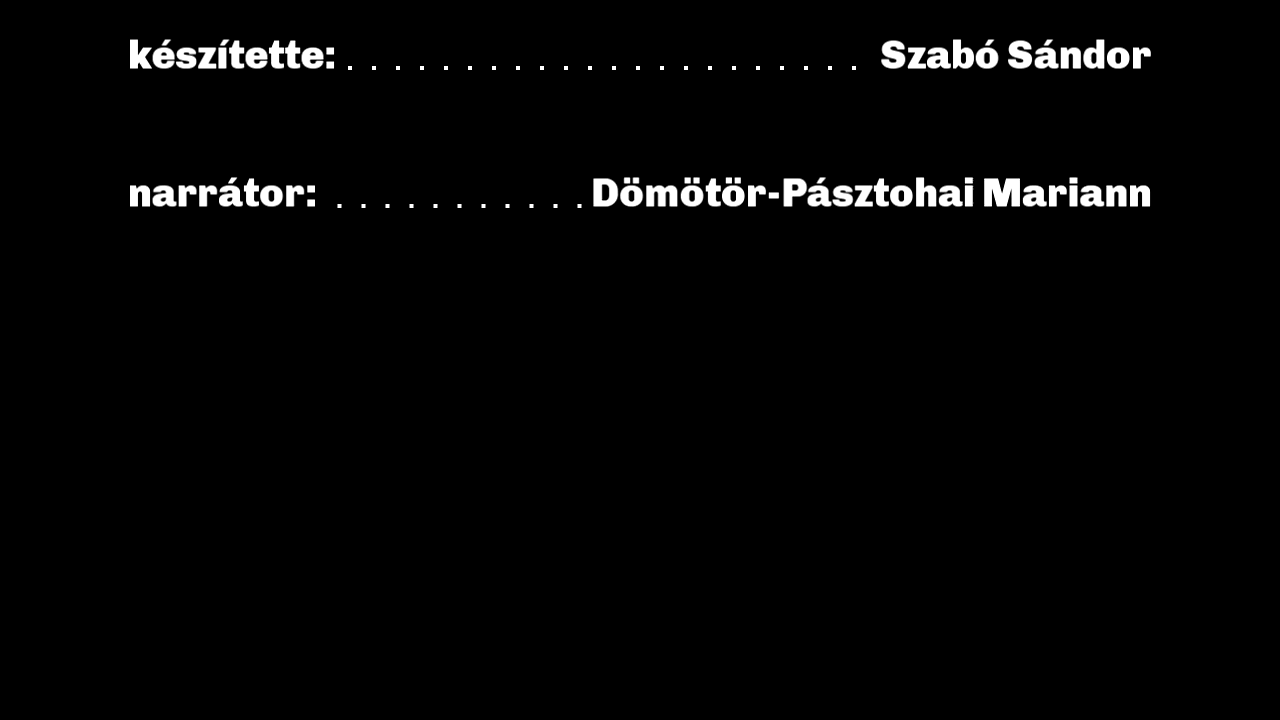 készítette: . . . . . . . . . . . . . . . . . . . . . . Szabó Sándor
narrátor: . . . . . . . . . . . Dömötör-Pásztohai Mariann